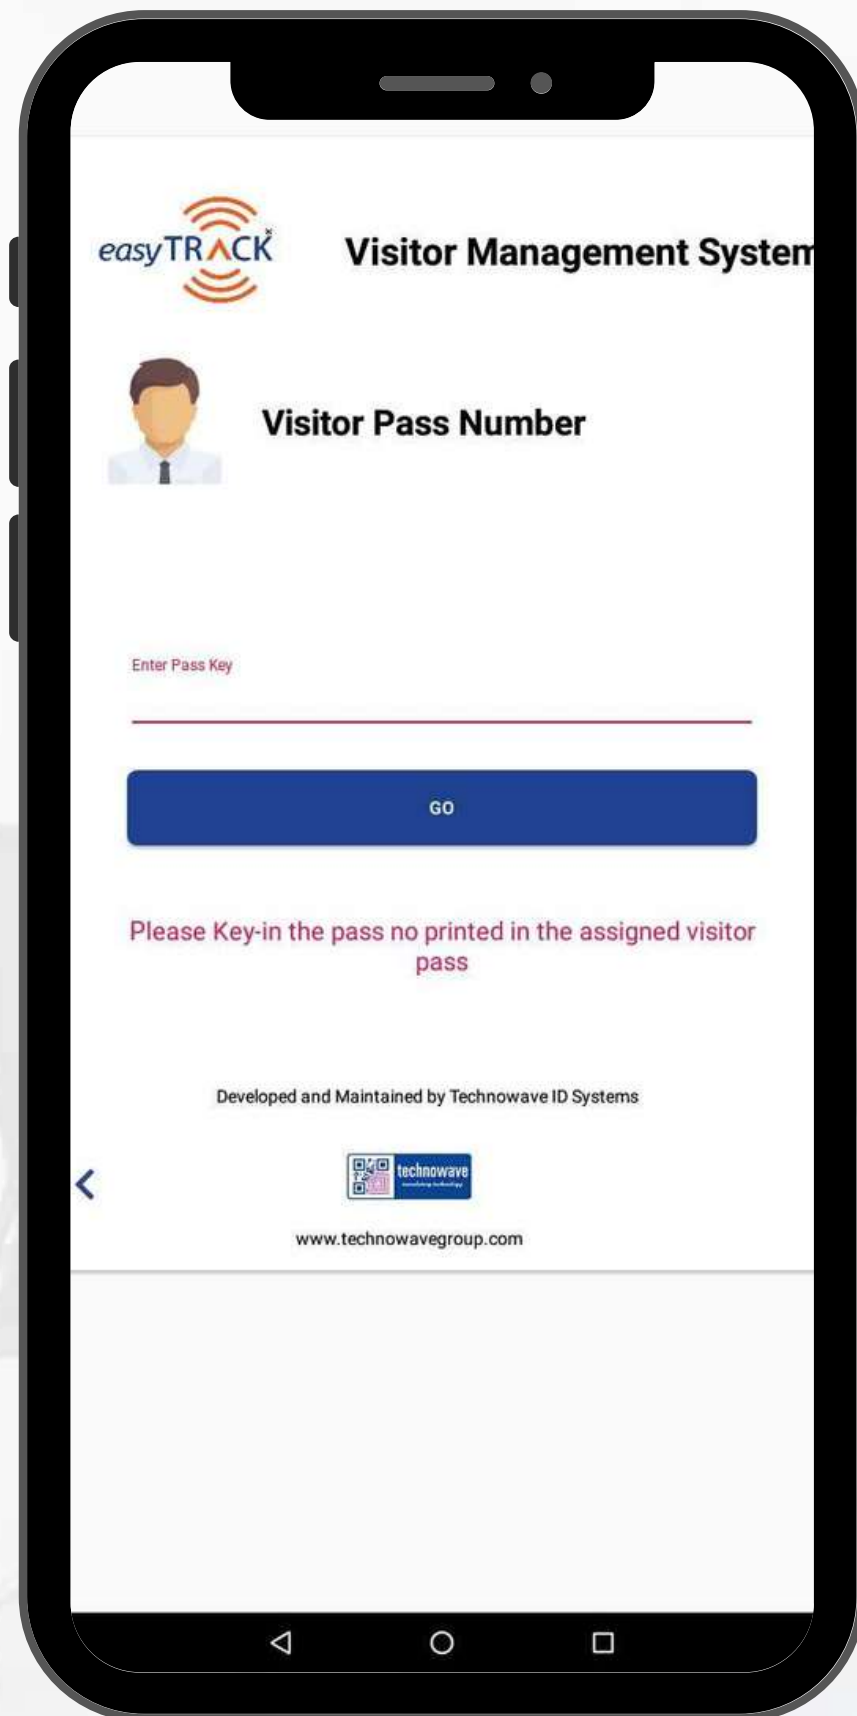 easyTRACK
Visitor Management System
Visitor Pass Number
Enter Pass Key
GO
Please Key-in the pass no printed in the assigned visitor
pass
Developed and Maintained by Technowave ID Systems
technowave
www.technowavegroup.com